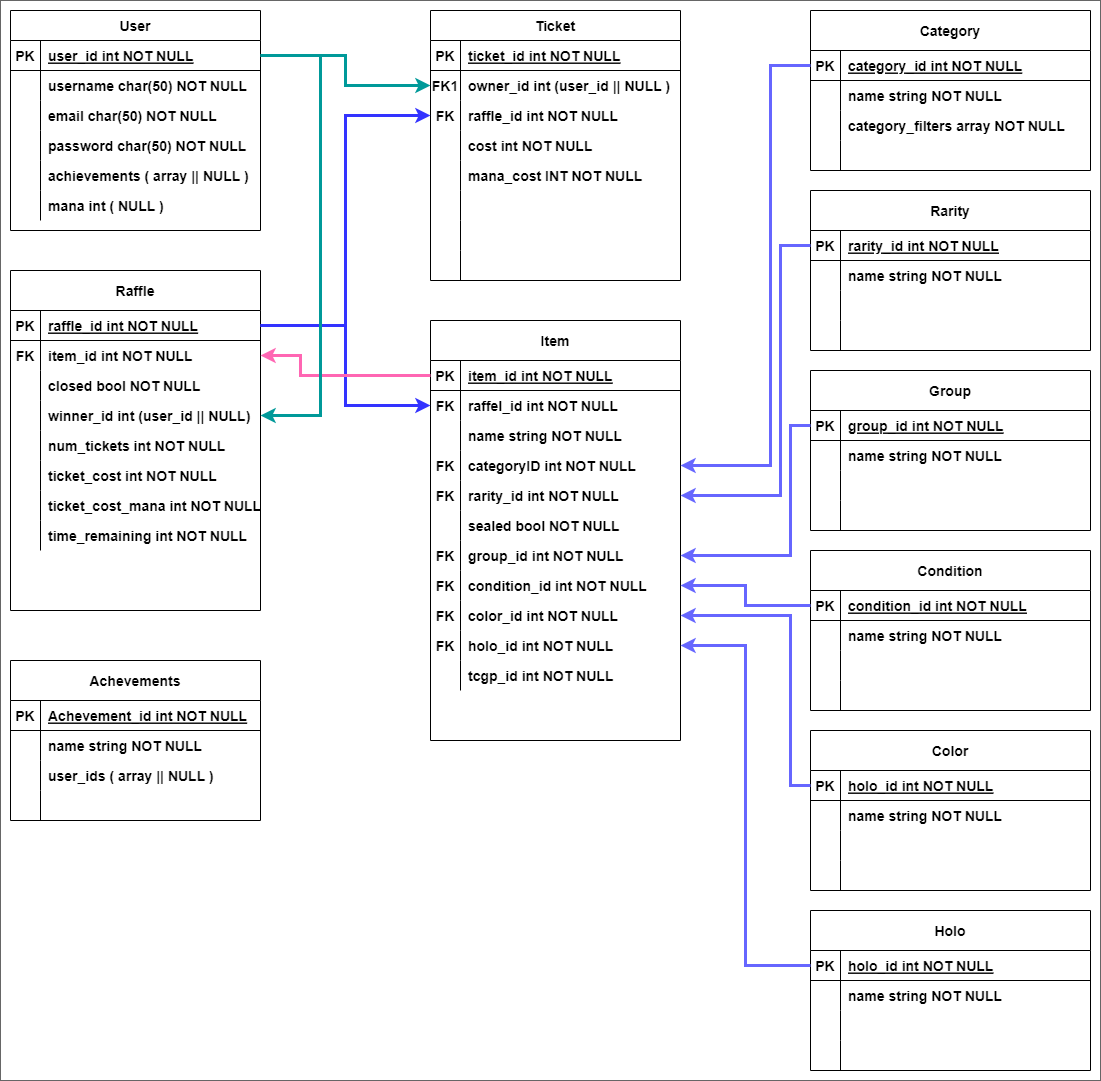 User
PK user_id int NOT NULL
username char(50) NOT NULL
email char(50) NOT NULL
password char(50) NOT NULL
achievements ( array || NULL )
mana int ( NULL )
Raffle
PK raffle_id int NOT NULL
FK item_id int NOT NULL
closed bool NOT NULL
winner_id int (user_id || NULL)
num_tickets int NOT NULL
ticket_cost int NOT NULL
ticket_cost_mana int NOT NULL
time_remaining int NOT NULL
Achevements
PK Achevement_id int NOT NULL
name string NOT NULL
user_ids ( array || NULL )
Ticket
PK ticket_id int NOT NULL
FK1 owner_id int (user_id || NULL )
FK raffle_id int NOT NULL
cost int NOT NULL
mana_cost INT NOT NULL
Item
PK item_id int NOT NULL
FK raffel_id int NOT NULL
name string NOT NULL
FK categoryID int NOT NULL
FK rarity_id int NOT NULL
sealed bool NOT NULL
FK group_id int NOT NULL
FK condition_id int NOT NULL
FK color_id int NOT NULL
FK holo_id int NOT NULL
tcgp_id int NOT NULL
Category
PK category_id int NOT NULL
name string NOT NULL
category_filters array NOT NULL
Rarity
PK rarity_id int NOT NULL
name string NOT NULL
Group
PK group_id int NOT NULL
name string NOT NULL
Condition
PK condition_id int NOT NULL
name string NOT NULL
Color
PK holo_id int NOT NULL
name string NOT NULL
Holo
PK holo_id int NOT NULL
name string NOT NULL